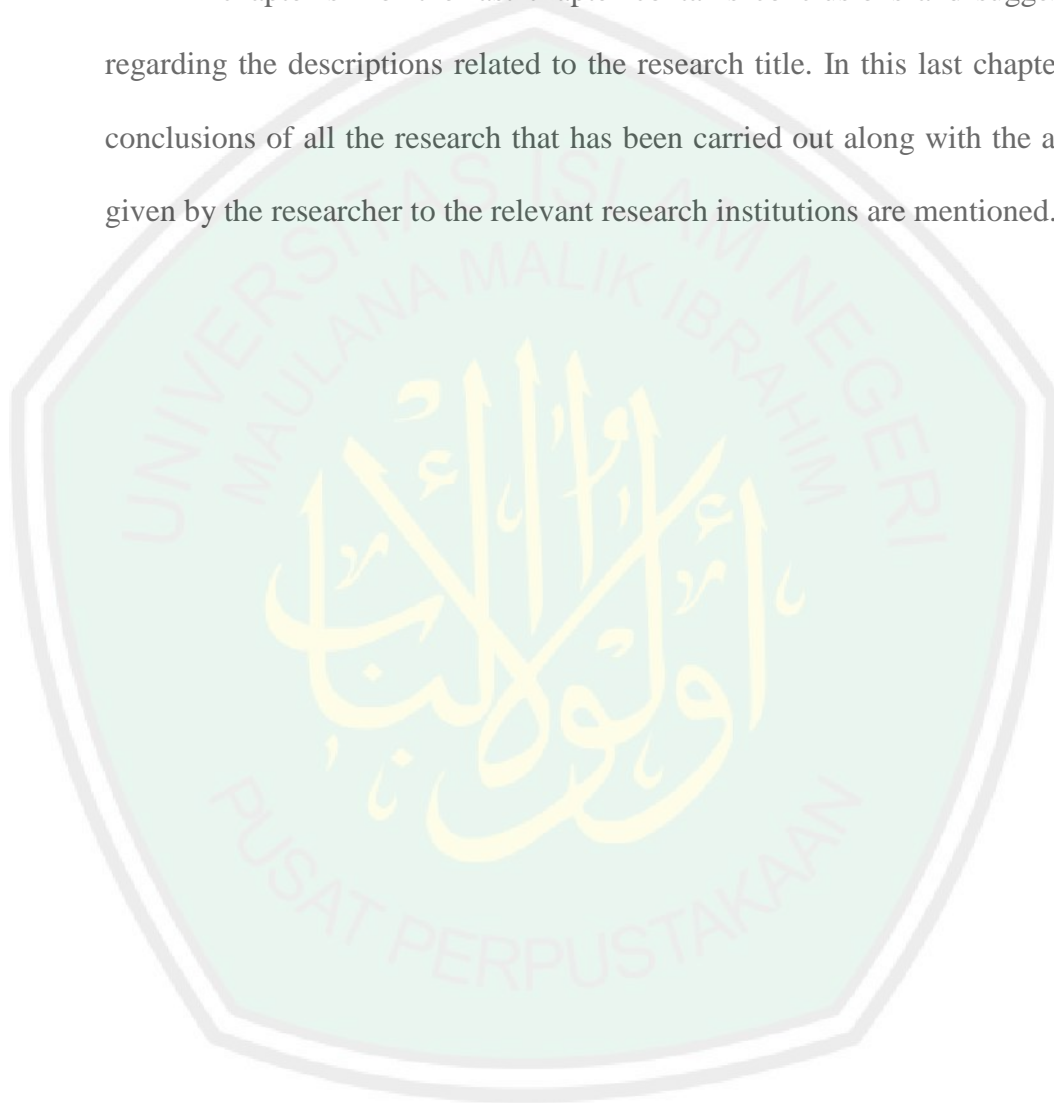 regarding the descriptions related to the research title. In this last
conclusions of all the research that has been carried out along with the
given by the researcher to the relevant research institutions are mentioned.
UNIVERSITAS ISLAM NEGERI
MAULANA MALIK IBRAHIM
أولوا الألباب
PUSAT PERPUSTAKAAN